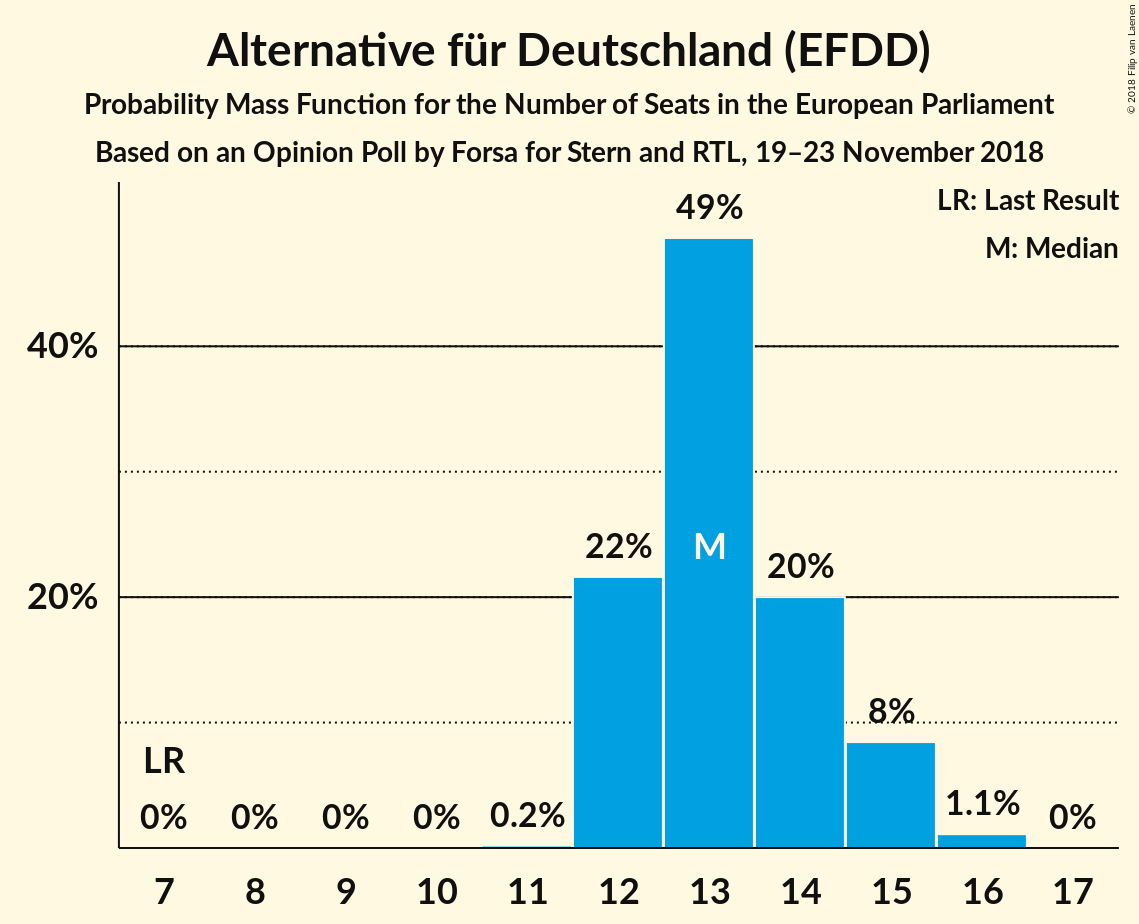 Alternative für Deutschland (EFDD)
Probability Mass Function for the Number of Seats in the European Parliament
Based on an Opinion Poll by Forsa for Stern and RTL, 19–23 November 2018
© 2018 Filip van Laenen
LR: Last Result
M: Median
49%
40%
22%
M
20%
20%
8%
LR
0%
0%
0%
0%
0.2%
1.1%
0%
7 8 9 10 11 12 13 14 15 16 17